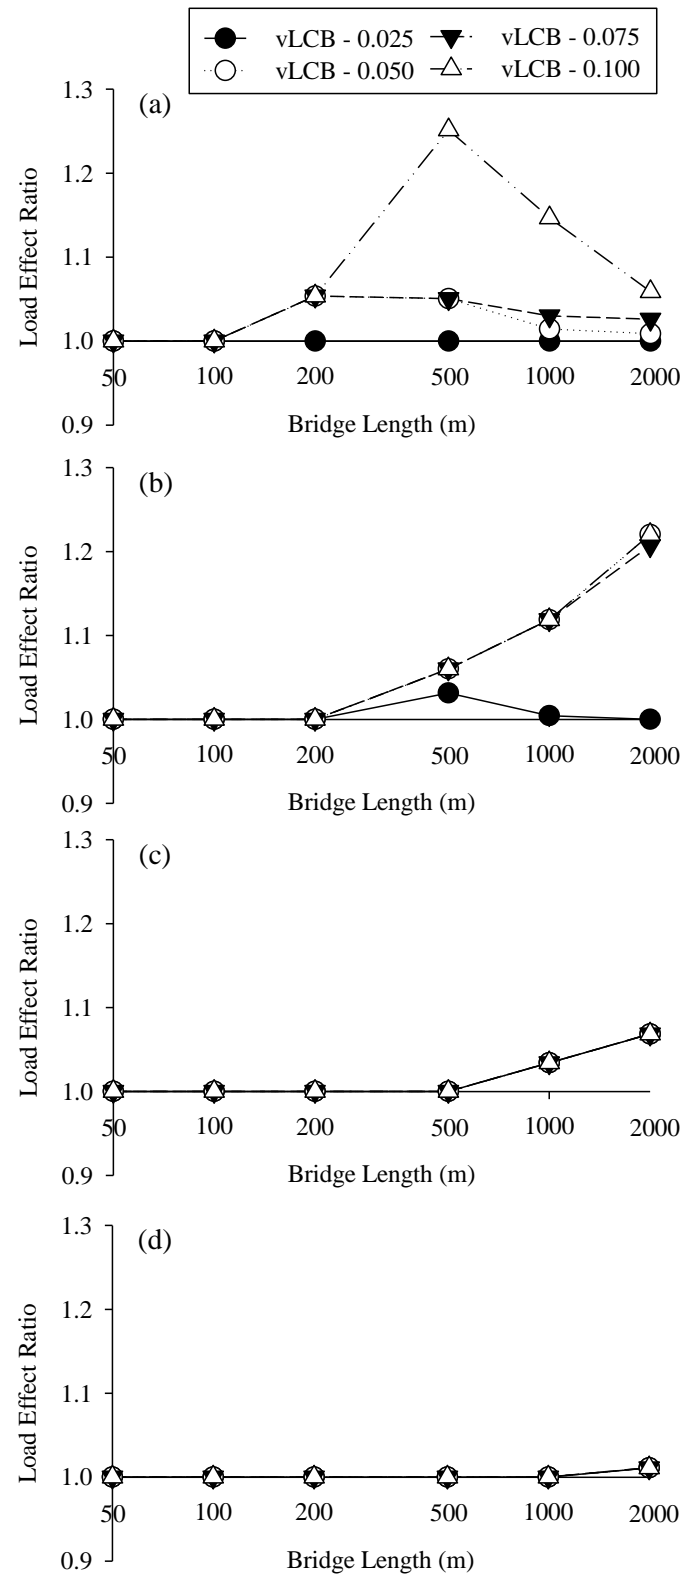 vLCB - 0.025 vLCB - 0.075
vLCB - 0.050 vLCB - 0.100
(a)
1.3
1.2
1.1
1.0
0.9
Load Effect Ratio
50 100 200 500 1000 2000
Bridge Length (m)
(b)
1.3
1.2
1.1
1.0
0.9
Load Effect Ratio
50 100 200 500 1000 2000
Bridge Length (m)
(c)
1.3
1.2
1.1
1.0
0.9
Load Effect Ratio
50 100 200 500 1000 2000
Bridge Length (m)
(d)
1.3
1.2
1.1
1.0
0.9
Load Effect Ratio
50 100 200 500 1000 2000
Bridge Length (m)